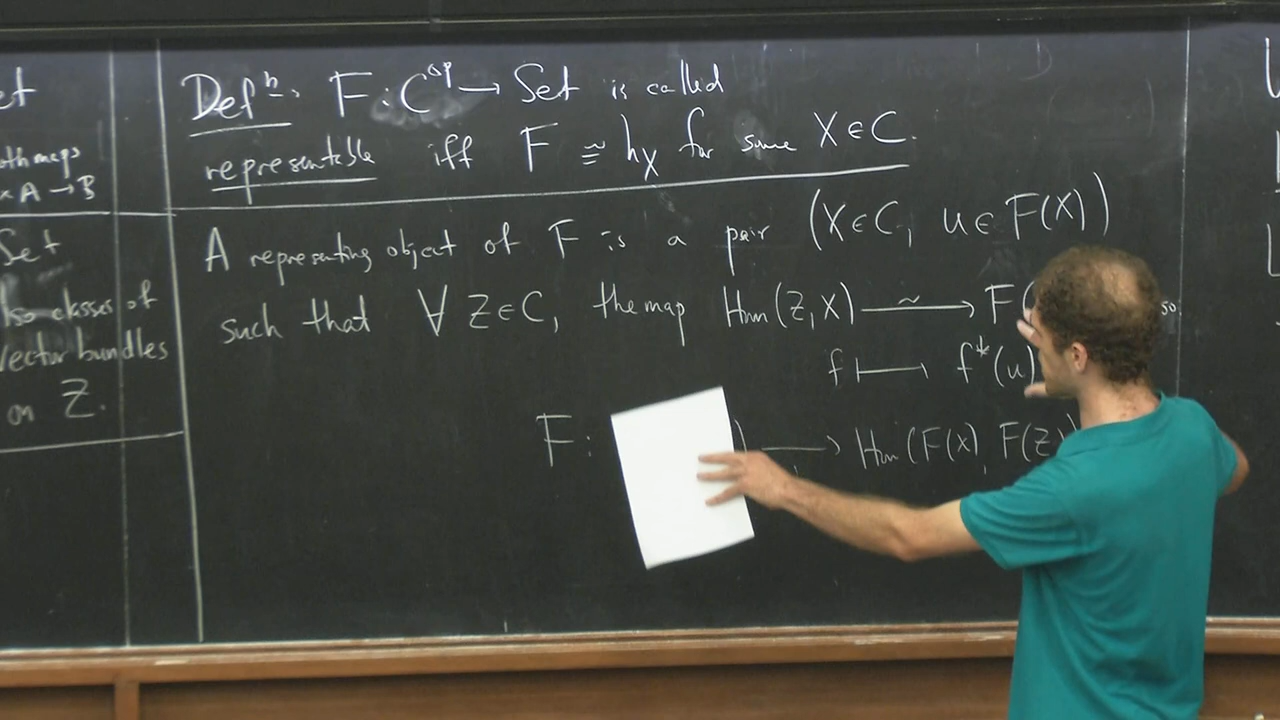 et
oth maps
× A → B
Set
Iso classes of
Vector bundles
on Z.
Defⁿ: F : C^op → Set is called
representable iff F ≅ h_X for some X ∈ C.
A representing object of F is a pair (X ∈ C, u ∈ F(X))
such that ∀ Z ∈ C, the map Hom(Z, X) ⥲ F(
f ⟼ f*(u)
F : ) → Hom(F(X), F(Z)